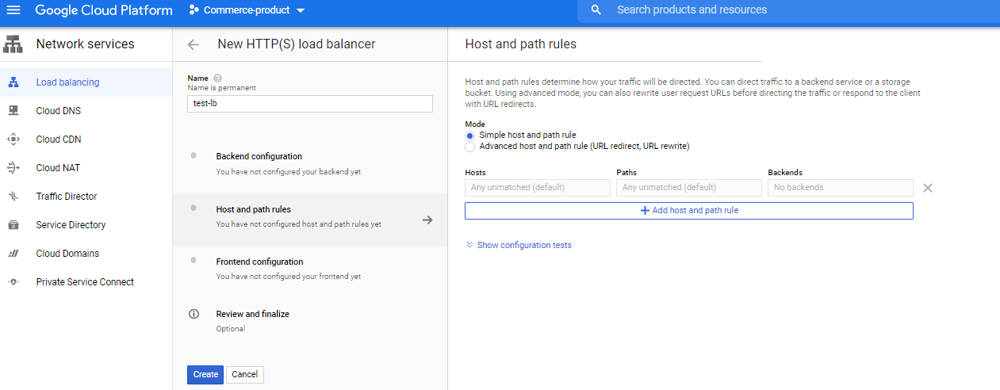 Google Cloud Platform
Commerce-product
Search products and resources
Network services
Load balancing
Cloud DNS
Cloud CDN
Cloud NAT
Traffic Director
Service Directory
Cloud Domains
Private Service Connect
New HTTP(S) load balancer
Name ?
Name is permanent
test-lb
Backend configuration
You have not configured your backend yet
Host and path rules
You have not configured host and path rules yet
Frontend configuration
You have not configured your frontend yet
Review and finalize
Optional
Create Cancel
Host and path rules
Host and path rules determine how your traffic will be directed. You can direct traffic to a backend service or a storage
bucket. Using advanced mode, you can also rewrite user request URLs before directing the traffic or respond to the client
with URL redirects.
Mode
Simple host and path rule
Advanced host and path rule (URL redirect, URL rewrite)
Hosts Paths Backends
Any unmatched (default) Any unmatched (default) No backends
Add host and path rule
Show configuration tests